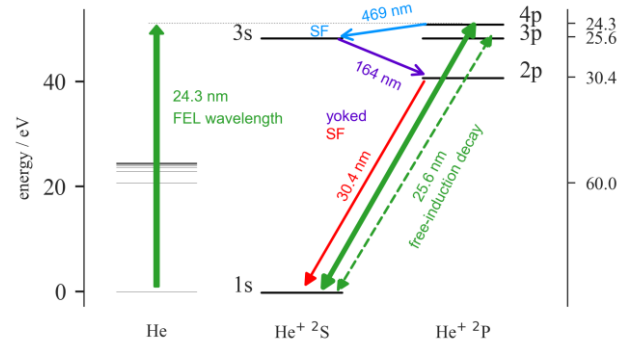 469 nm
4p
24.3
3s
SF
3p
25.6
164 nm
2p
30.4
40
24.3 nm
FEL wavelength
yoked
SF
energy / eV
30.4 nm
25.6 nm
free-induction decay
20
60.0
1s
0
He
He⁺ ²S
He⁺ ²P